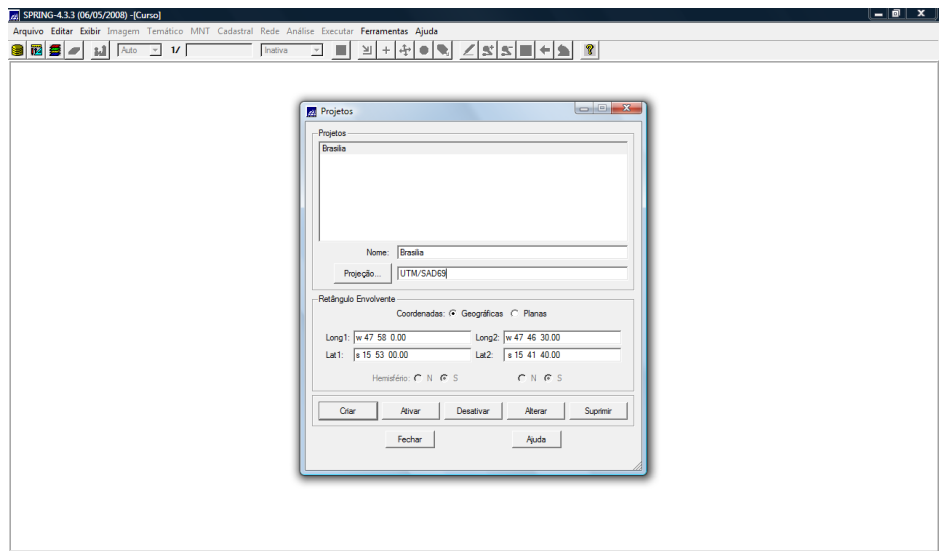 SPRING-4.3.3 (06/05/2008) -[Curso]
Arquivo Editar Exibir Imagem Temático MNT Cadastral Rede Análise Executar Ferramentas Ajuda
Auto 1/ Inativa
Projetos
Projetos
Brasilia
Nome: Brasilia
Projeção... UTM/SAD69
Retângulo Envolvente
Coordenadas: Geográficas Planas
Long1: w 47 58 0.00 Long2: w 47 46 30.00
Lat1: s 15 53 00.00 Lat2: s 15 41 40.00
Hemisfério: N S N S
Criar Ativar Desativar Alterar Suprimir
Fechar Ajuda